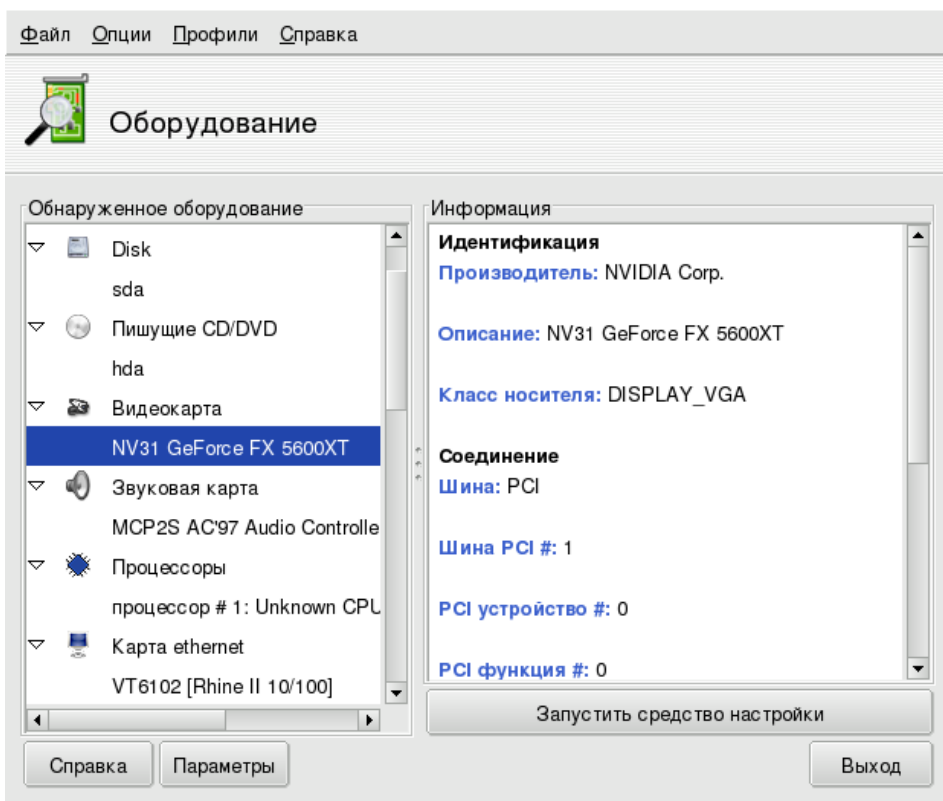 Файл Опции Профили Справка
Оборудование
Обнаруженное оборудование
Disk
sda
Пишущие CD/DVD
hda
Видеокарта
NV31 GeForce FX 5600XT
Звуковая карта
MCP2S AC'97 Audio Controlle
Процессоры
процессор # 1: Unknown CPU
Карта ethernet
VT6102 [Rhine II 10/100]
Информация
Идентификация
Производитель: NVIDIA Corp.
Описание: NV31 GeForce FX 5600XT
Класс носителя: DISPLAY_VGA
Соединение
Шина: PCI
Шина PCI #: 1
PCI устройство #: 0
PCI функция #: 0
Запустить средство настройки
Справка Параметры Выход